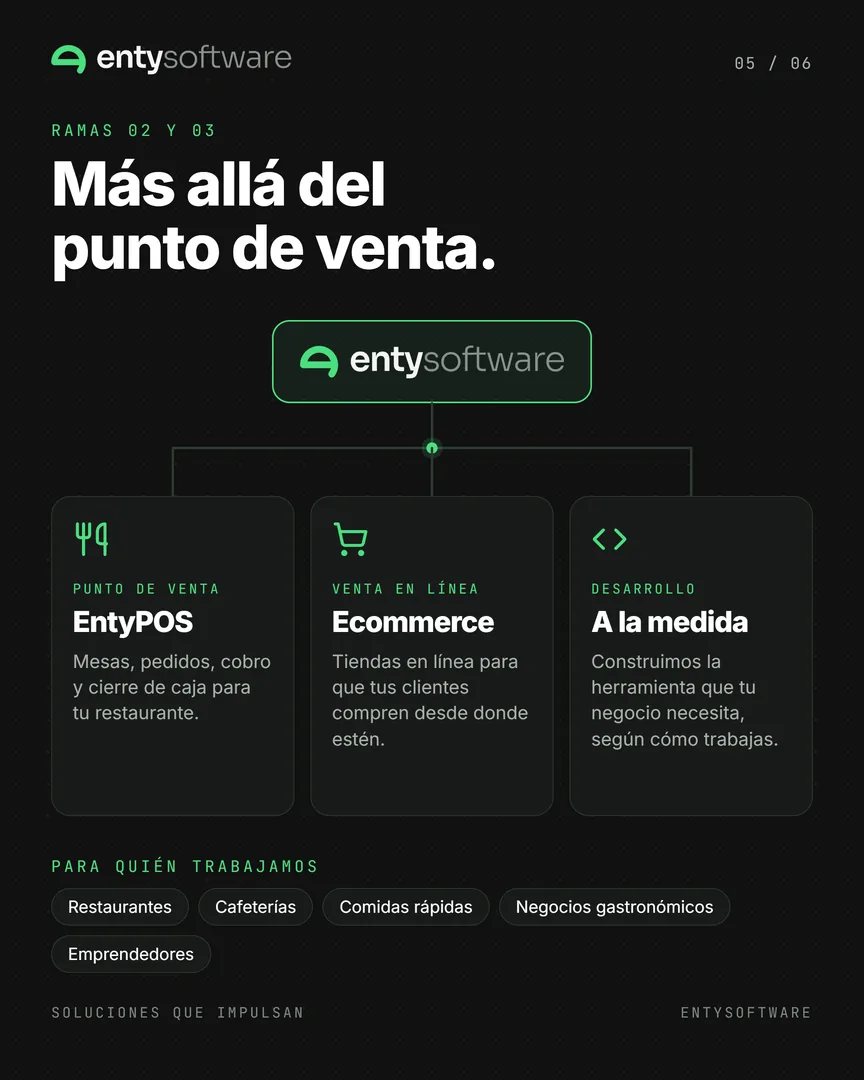 entysoftware
05 / 06
RAMAS 02 Y 03
Más allá del
punto de venta.
entysoftware
PUNTO DE VENTA
EntyPOS
Mesas, pedidos, cobro
y cierre de caja para
tu restaurante.
VENTA EN LÍNEA
Ecommerce
Tiendas en línea para
que tus clientes
compren desde donde
estén.
DESARROLLO
A la medida
Construimos la
herramienta que tu
negocio necesita,
según cómo trabajas.
PARA QUIÉN TRABAJAMOS
Restaurantes
Cafeterías
Comidas rápidas
Negocios gastronómicos
Emprendedores
SOLUCIONES QUE IMPULSAN
ENTYSOFTWARE